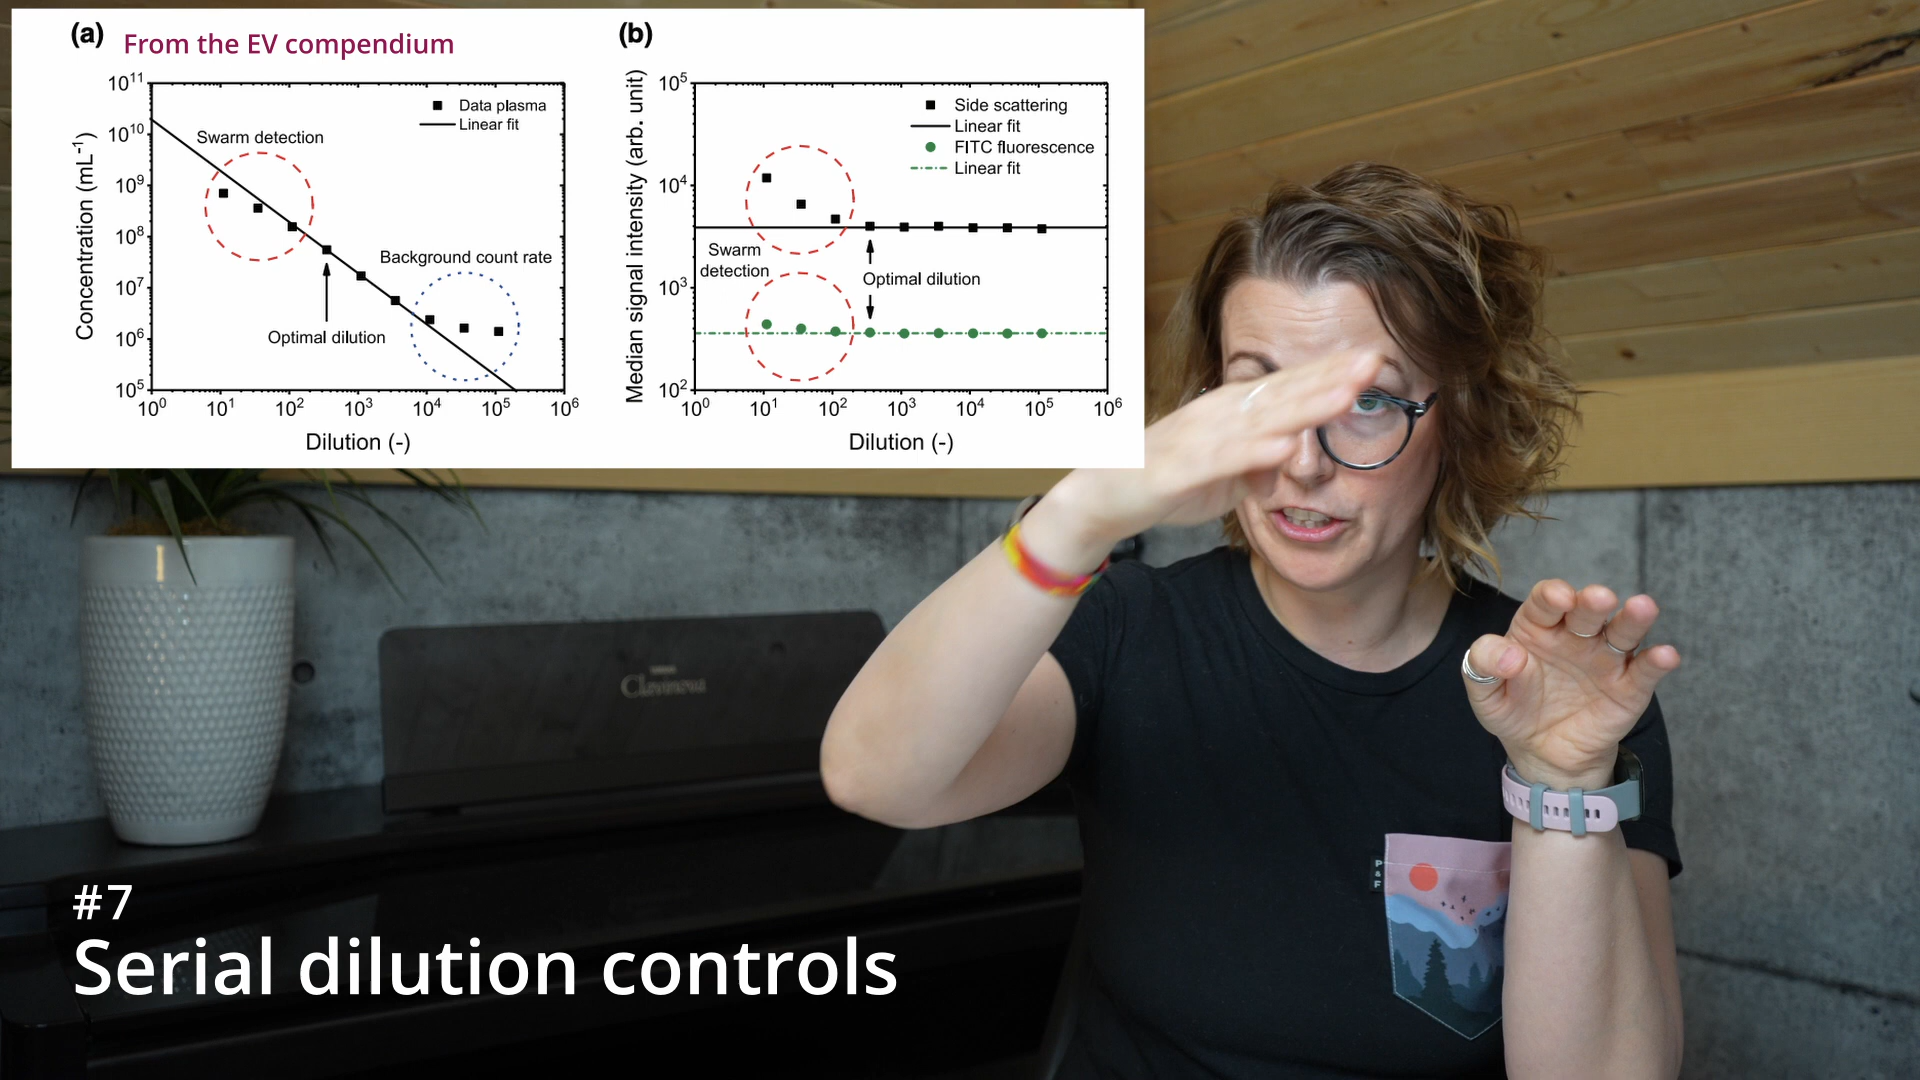 (a) From the EV compendium
Concentration (mL⁻¹)
10¹¹
10¹⁰
10⁹
10⁸
10⁷
10⁶
10⁵
Data plasma
Linear fit
Swarm detection
Background count rate
Optimal dilution
10⁰ 10¹ 10² 10³ 10⁴ 10⁵ 10⁶
Dilution (-)
(b)
Median signal intensity (arb. unit)
10⁵
10⁴
10³
10²
Side scattering
Linear fit
FITC fluorescence
Linear fit
Swarm
detection
Optimal dilution
10⁰ 10¹ 10² 10³ 10⁴ 10⁵ 10⁶
Dilution (-)
Clavinova
P
&
F
#7
Serial dilution controls